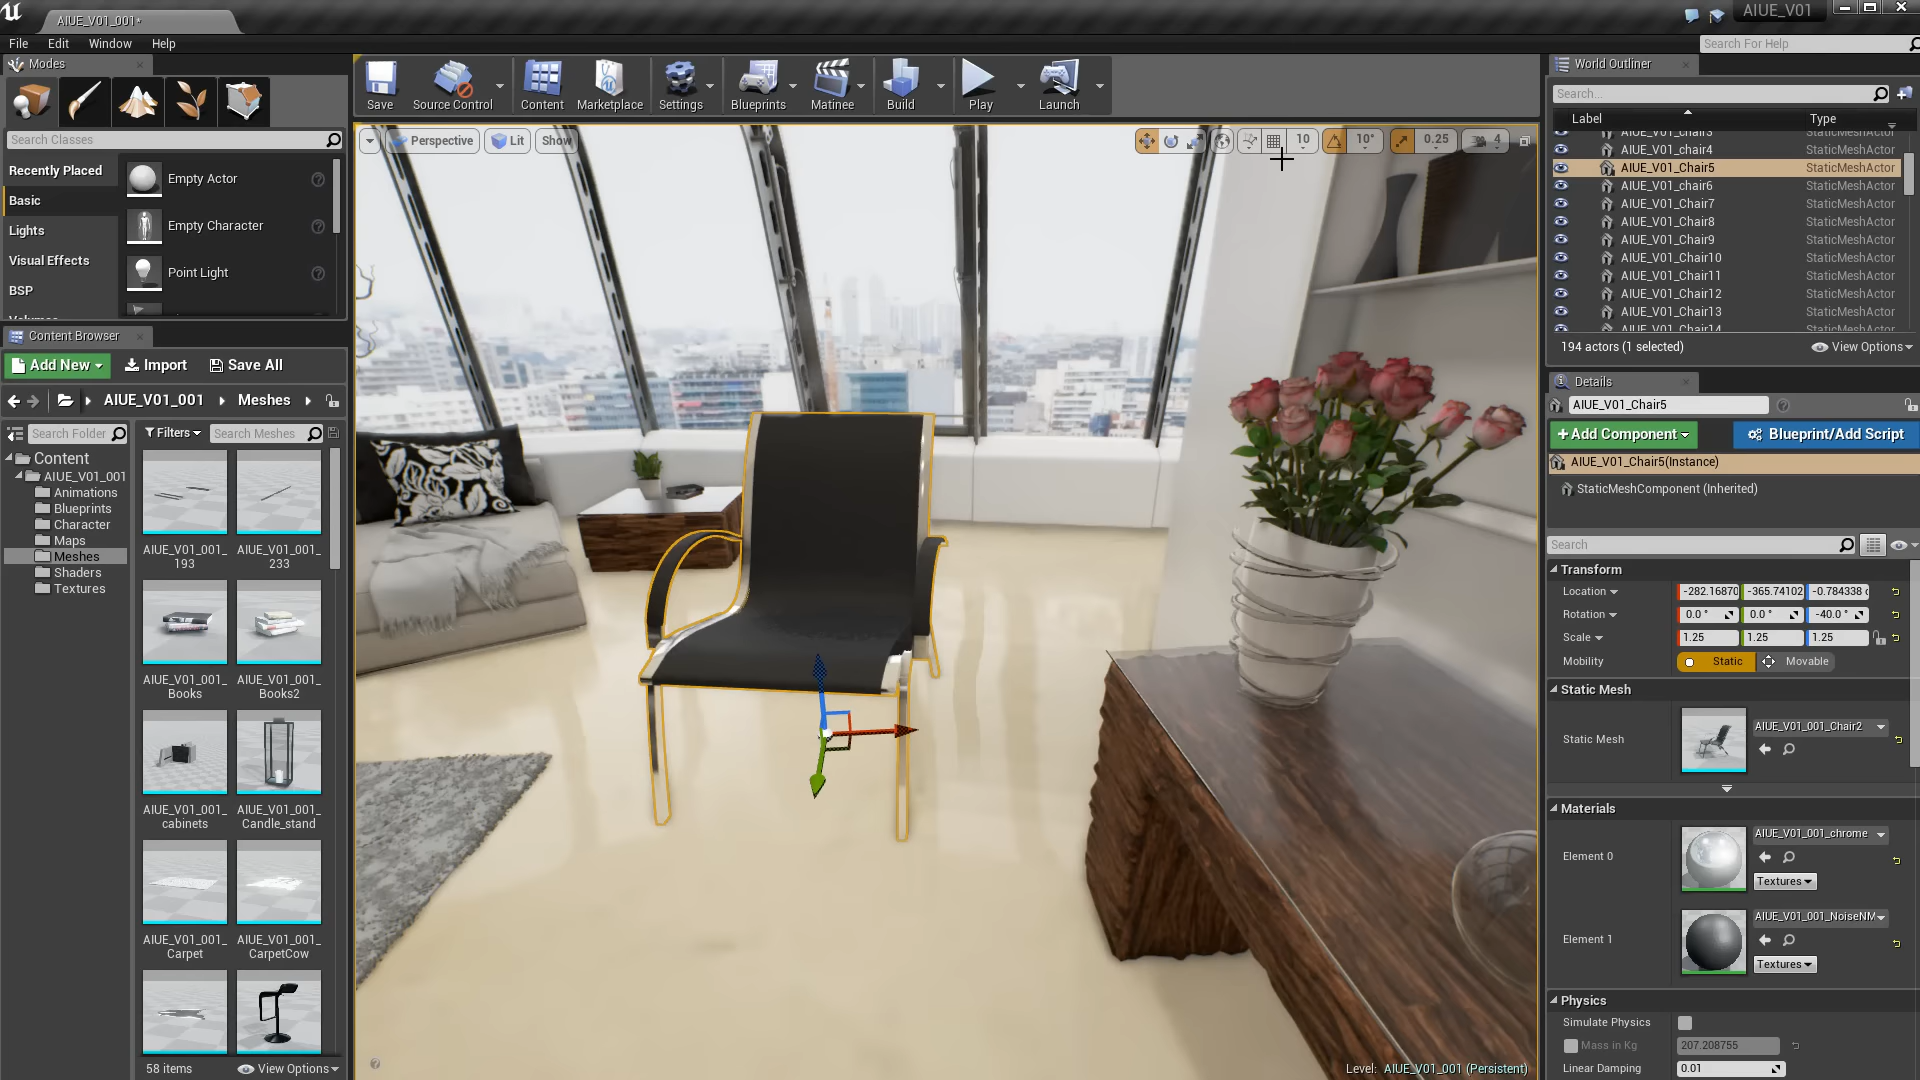 AIUE_V01_001*
AIUE_V01
File Edit Window Help
Search For Help
Modes
Search Classes
Recently Placed
Basic
Lights
Visual Effects
BSP
Volumes
Empty Actor
Empty Character
Point Light
Save
Source Control
Content
Marketplace
Settings
Blueprints
Matinee
Build
Play
Launch
Perspective
Lit
Show
10
10°
0.25
4
Level: AIUE_V01_001 (Persistent)
Content Browser
Add New
Import
Save All
AIUE_V01_001
Meshes
Search Folder
Filters
Search Meshes
Content
AIUE_V01_001
Animations
Blueprints
Character
Maps
Meshes
Shaders
Textures
AIUE_V01_001_
193
AIUE_V01_001_
233
AIUE_V01_001_
Books
AIUE_V01_001_
Books2
AIUE_V01_001_
cabinets
AIUE_V01_001_
Candle_stand
AIUE_V01_001_
Carpet
AIUE_V01_001_
CarpetCow
58 items
View Options
World Outliner
Search...
Label Type
AIUE_V01_chair3 StaticMeshActor
AIUE_V01_chair4 StaticMeshActor
AIUE_V01_Chair5 StaticMeshActor
AIUE_V01_chair6 StaticMeshActor
AIUE_V01_Chair7 StaticMeshActor
AIUE_V01_Chair8 StaticMeshActor
AIUE_V01_Chair9 StaticMeshActor
AIUE_V01_Chair10 StaticMeshActor
AIUE_V01_Chair11 StaticMeshActor
AIUE_V01_Chair12 StaticMeshActor
AIUE_V01_Chair13 StaticMeshActor
AIUE_V01_Chair14 StaticMeshActor
194 actors (1 selected)
View Options
Details
AIUE_V01_Chair5
+Add Component
Blueprint/Add Script
AIUE_V01_Chair5(Instance)
StaticMeshComponent (Inherited)
Search
Transform
Location -282.16870 -365.74102 -0.784338 c
Rotation 0.0 ° 0.0 ° -40.0 °
Scale 1.25 1.25 1.25
Mobility Static Movable
Static Mesh
Static Mesh
AIUE_V01_001_Chair2
Materials
Element 0
AIUE_V01_001_chrome
Textures
Element 1
AIUE_V01_001_NoiseNM
Textures
Physics
Simulate Physics
Mass in Kg 207.208755
Linear Damping 0.01